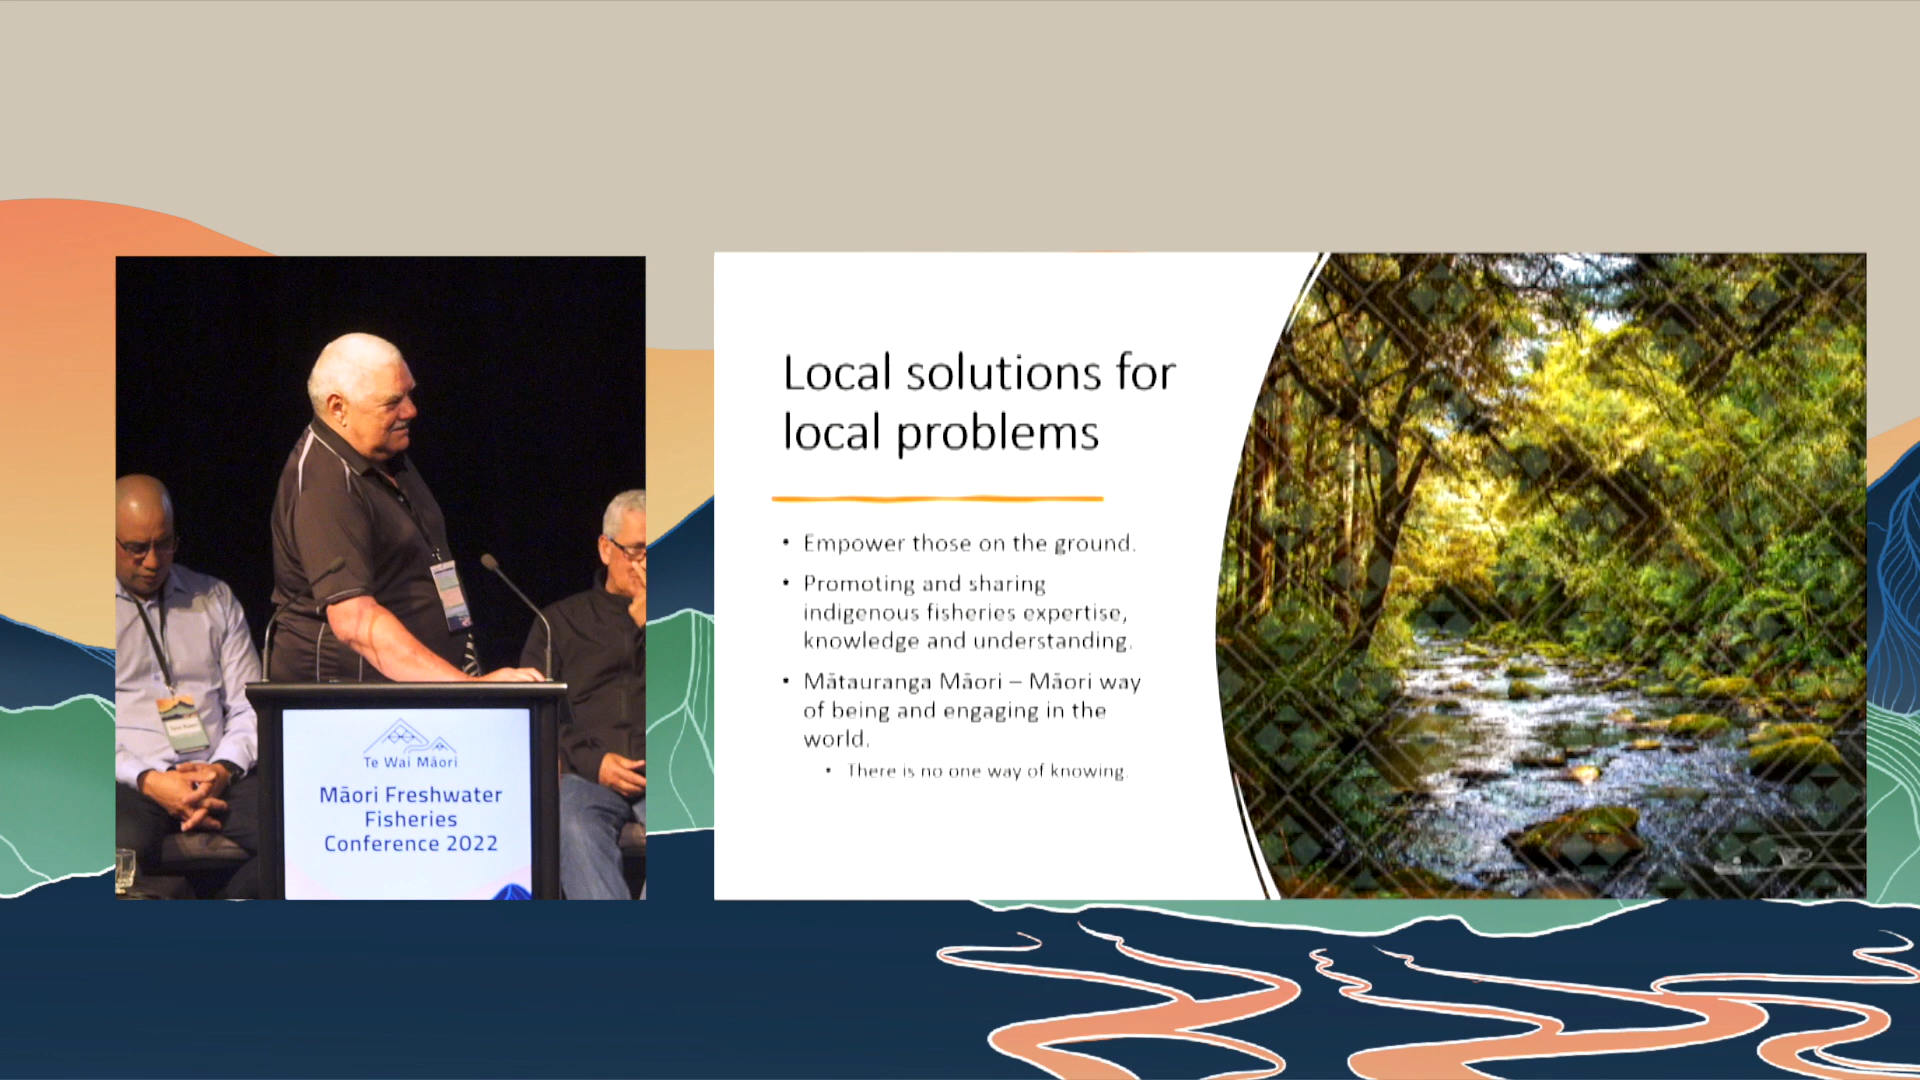 Te Wai Māori
Māori Freshwater
Fisheries
Conference 2022
Local solutions for
local problems
• Empower those on the ground.
• Promoting and sharing
indigenous fisheries expertise,
knowledge and understanding.
• Mātauranga Māori – Māori way
of being and engaging in the
world.
• There is no one way of knowing.